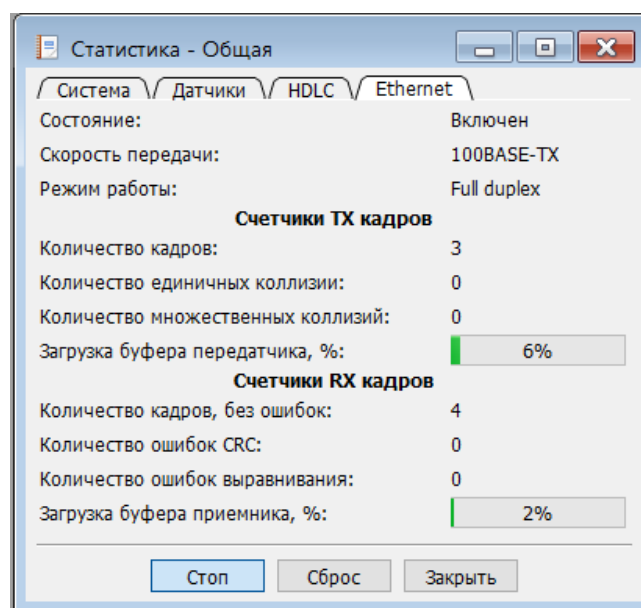 Статистика - Общая
Система Датчики HDLC Ethernet
Состояние: Включен
Скорость передачи: 100BASE-TX
Режим работы: Full duplex
Счетчики TX кадров
Количество кадров: 3
Количество единичных коллизии: 0
Количество множественных коллизий: 0
Загрузка буфера передатчика, %: 6%
Счетчики RX кадров
Количество кадров, без ошибок: 4
Количество ошибок CRC: 0
Количество ошибок выравнивания: 0
Загрузка буфера приемника, %: 2%
Стоп Сброс Закрыть